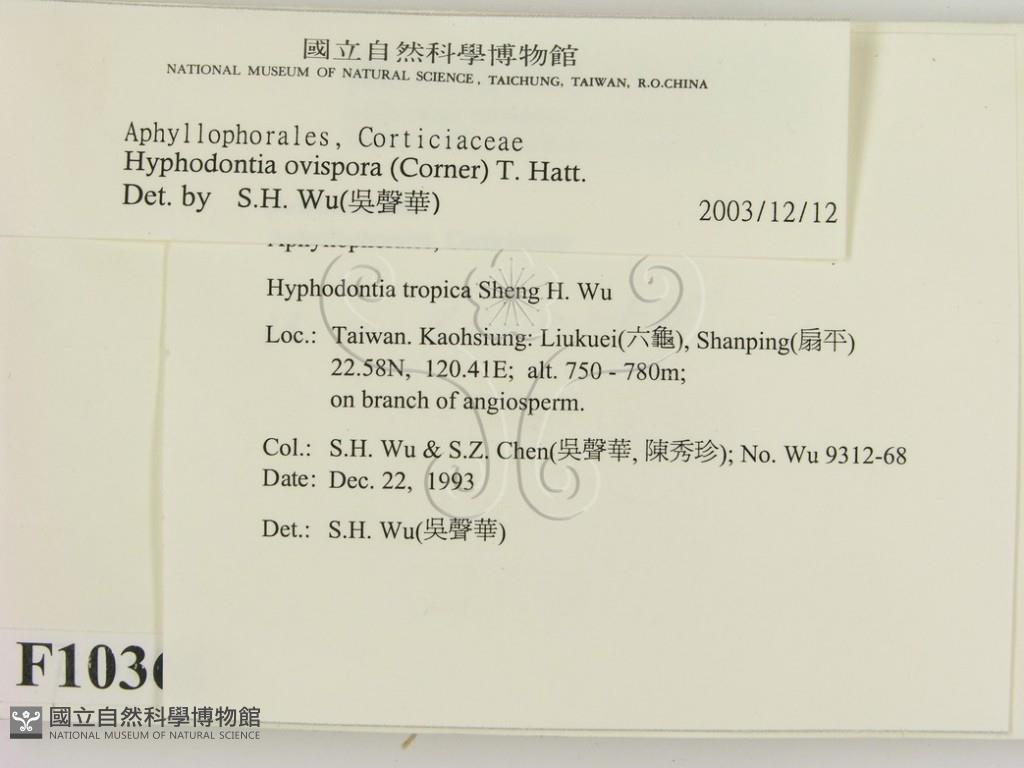 國立自然科學博物館
NATIONAL MUSEUM OF NATURAL SCIENCE, TAICHUNG, TAIWAN, R.O.CHINA
Aphyllophorales, Corticiaceae
Hyphodontia ovispora (Corner) T. Hatt.
Det. by S.H. Wu(吳聲華)
2003/12/12
Hyphodontia tropica Sheng H. Wu
Loc.: Taiwan. Kaohsiung: Liukuei(六龜), Shanping(扇平)
22.58N, 120.41E; alt. 750 - 780m;
on branch of angiosperm.
Col.: S.H. Wu & S.Z. Chen(吳聲華, 陳秀珍); No. Wu 9312-68
Date: Dec. 22, 1993
Det.: S.H. Wu(吳聲華)
F103
國立自然科學博物館
NATIONAL MUSEUM OF NATURAL SCIENCE